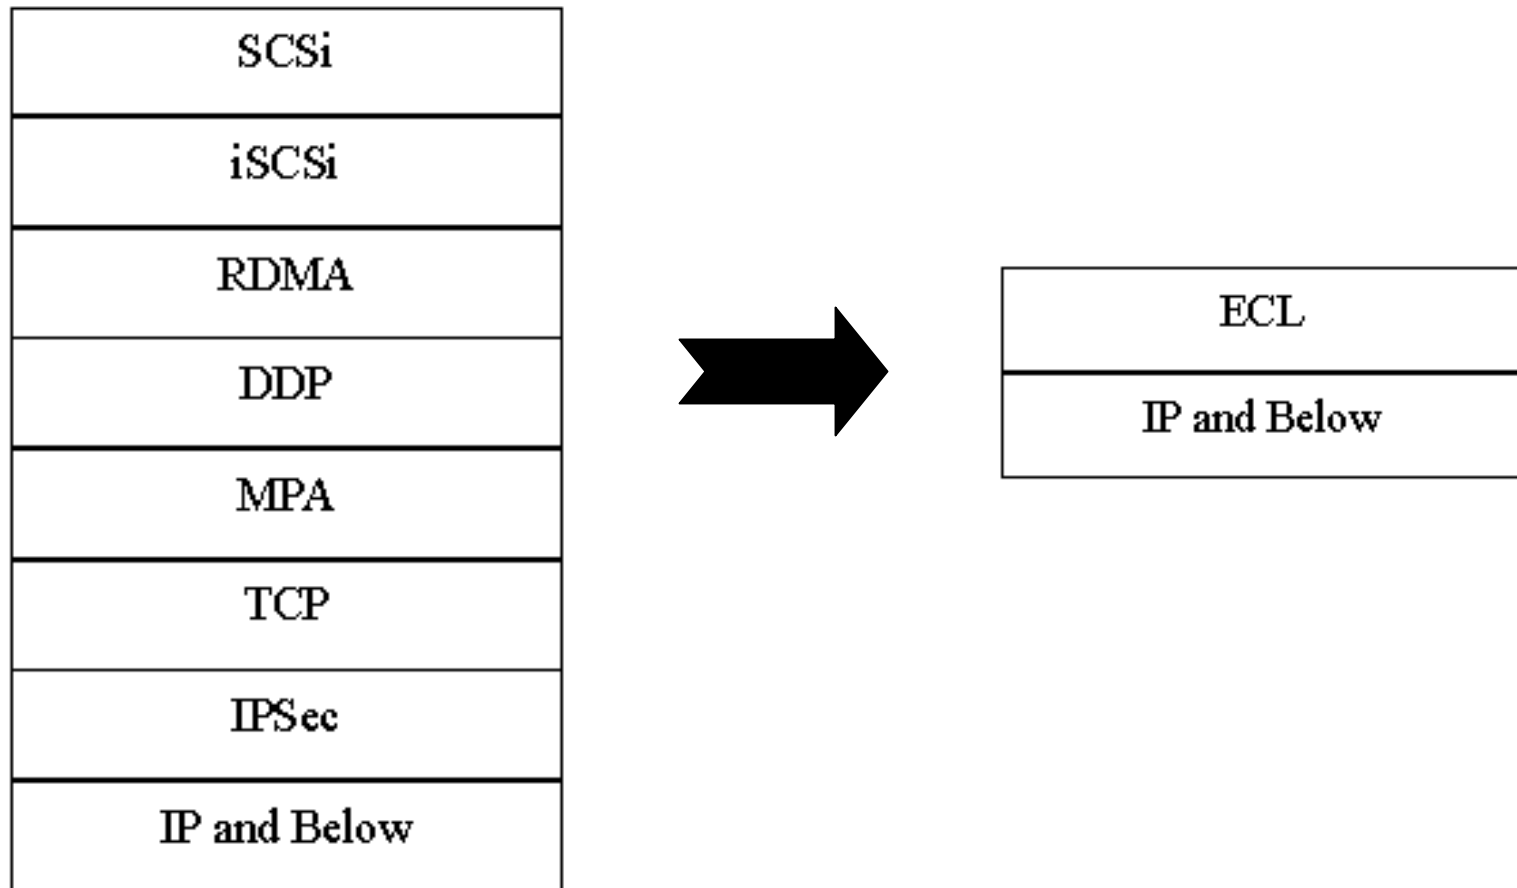 SCSi
iSCSi
RDMA
DDP
MPA
TCP
IPSec
IP and Below
ECL
IP and Below